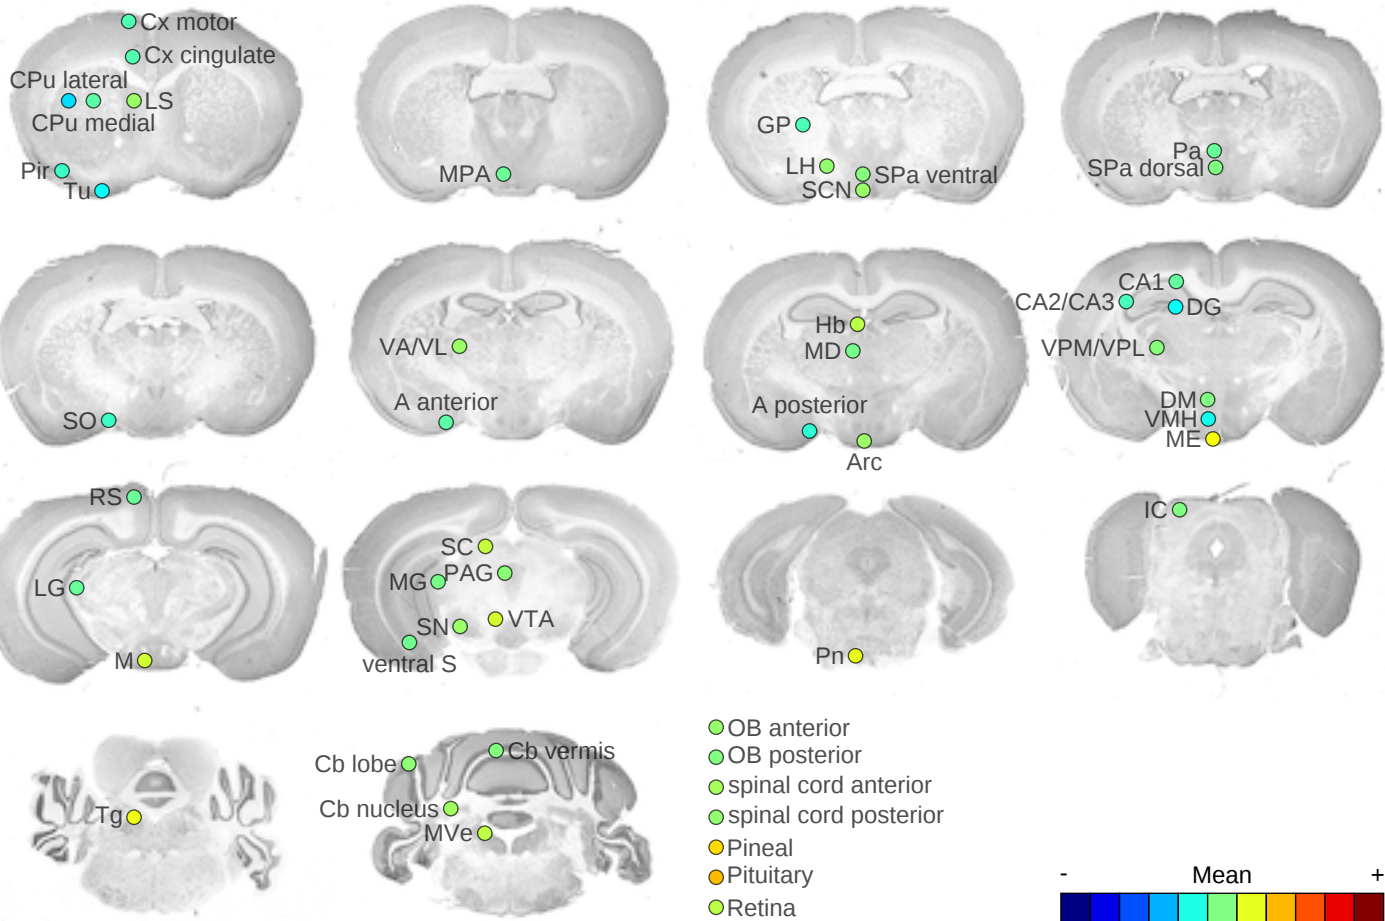 Cx motor
Cx cingulate
CPu lateral
LS
CPu medial
Pir
Tu
MPA
GP
LH
SPa ventral
SCN
Pa
SPa dorsal
SO
VA/VL
A anterior
Hb
MD
A posterior
Arc
CA1
CA2/CA3
DG
VPM/VPL
DM
VMH
ME
RS
LG
M
SC
MG
PAG
SN
VTA
ventral S
Pn
IC
Tg
Cb lobe
Cb vermis
Cb nucleus
MVe
OB anterior
OB posterior
spinal cord anterior
spinal cord posterior
Pineal
Pituitary
Retina
- Mean +